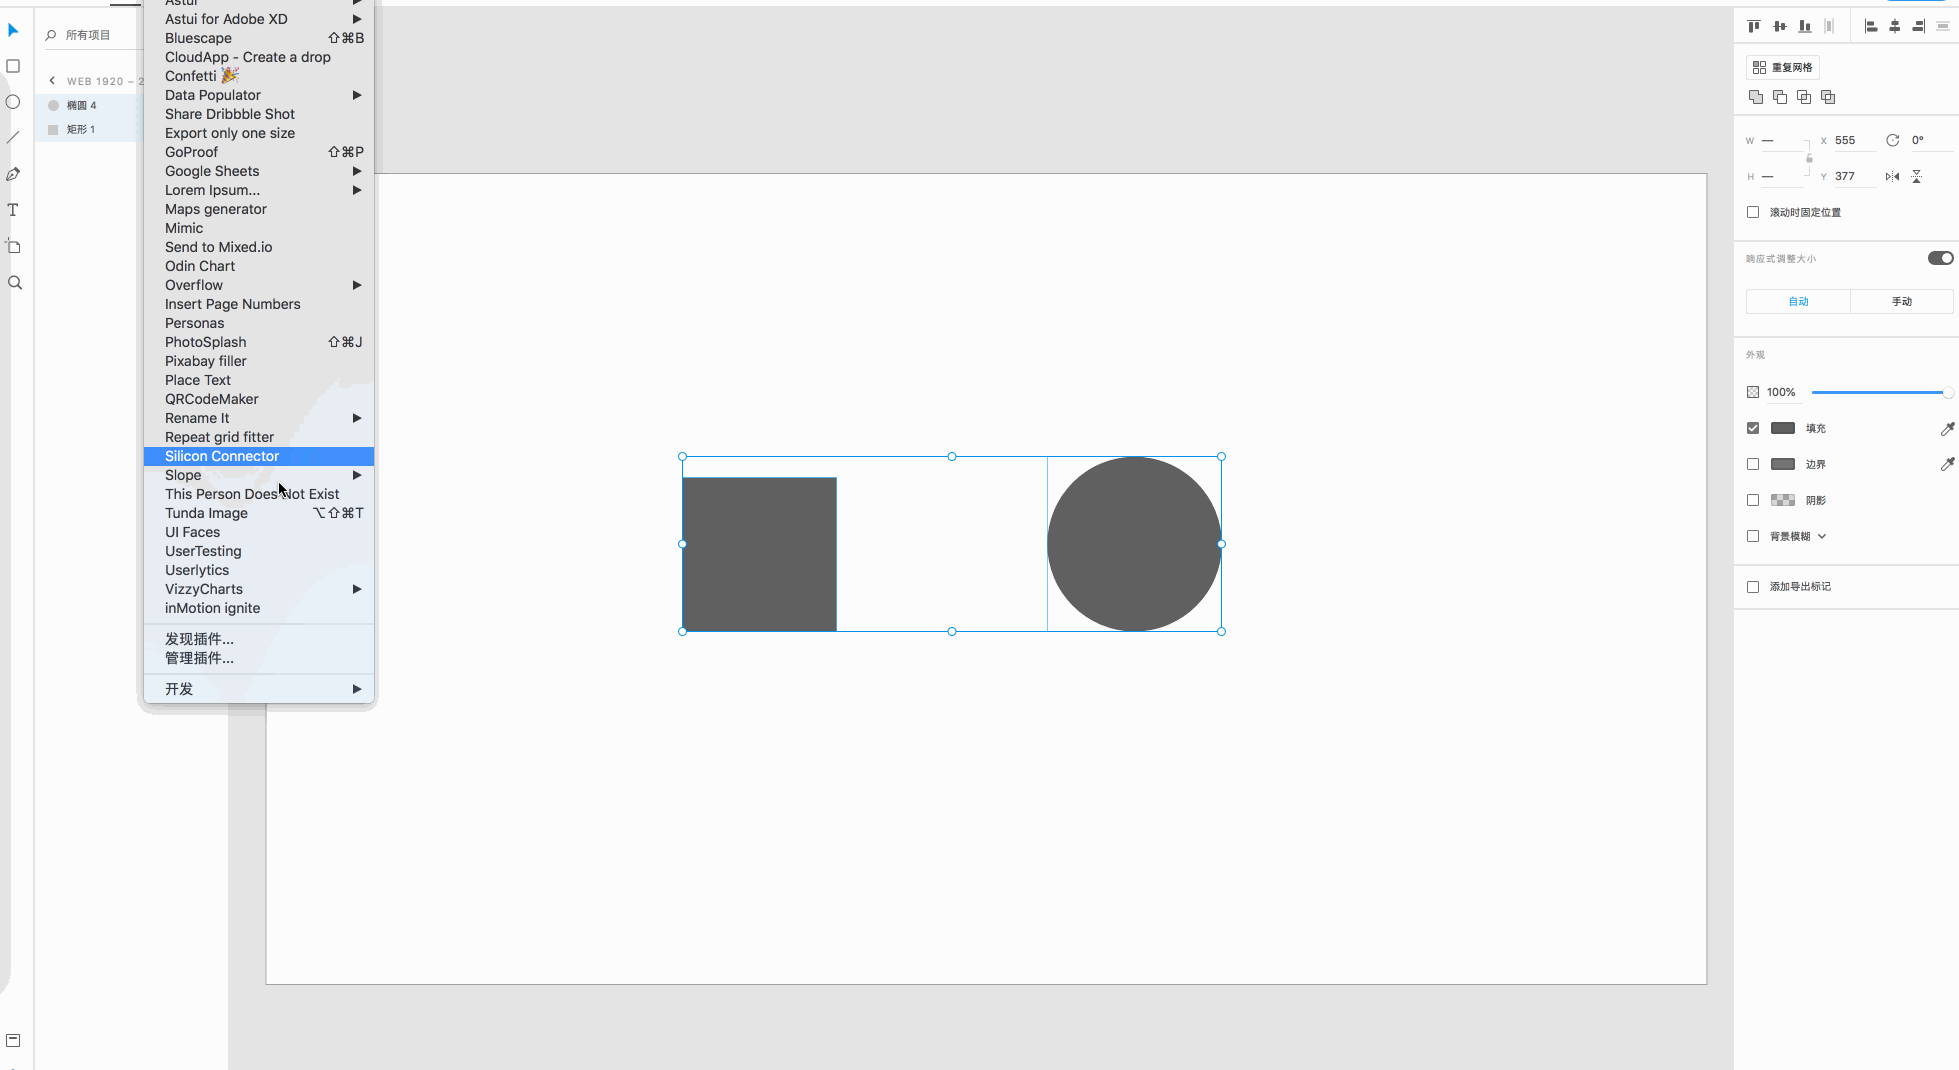 Astui
Astui for Adobe XD
Bluescape ⇧⌘B
CloudApp - Create a drop
Confetti 🎉
Data Populator
Share Dribbble Shot
Export only one size
GoProof ⇧⌘P
Google Sheets
Lorem Ipsum...
Maps generator
Mimic
Send to Mixed.io
Odin Chart
Overflow
Insert Page Numbers
Personas
PhotoSplash ⇧⌘J
Pixabay filler
Place Text
QRCodeMaker
Rename It
Repeat grid fitter
Silicon Connector
Slope
This Person Does Not Exist
Tunda Image ⌥⇧⌘T
UI Faces
UserTesting
Userlytics
VizzyCharts
inMotion ignite
发现插件...
管理插件...
开发
所有项目
WEB 1920 – 2
椭圆 4
矩形 1
重复网格
W — X 555 0°
H — Y 377
滚动时固定位置
响应式调整大小
自动 手动
外观
100%
填充
边界
阴影
背景模糊
添加导出标记